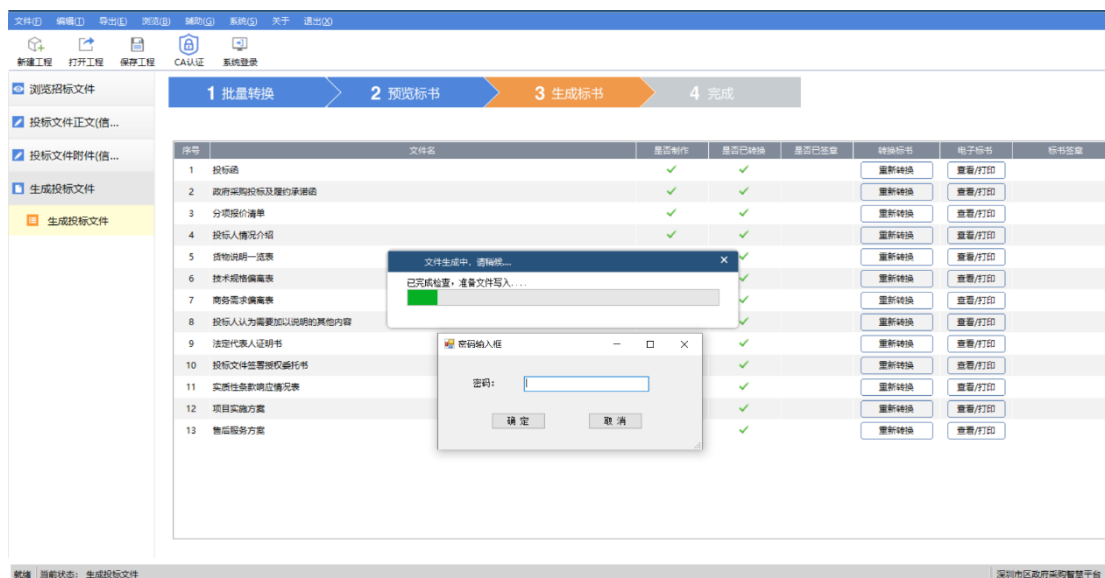 文件(F) 编辑(T) 导出(E) 浏览(B) 辅助(G) 系统(S) 关于 退出(X)
新建工程 打开工程 保存工程 CA认证 系统登录
浏览招标文件
投标文件正文(信...
投标文件附件(信...
生成投标文件
生成投标文件
1 批量转换 2 预览标书 3 生成标书 4 完成
序号 文件名 是否制作 是否已转换 是否已签章 转换标书 电子标书 标书签章
1 投标函 重新转换 查看/打印
2 政府采购投标及履约承诺函 重新转换 查看/打印
3 分项报价清单 重新转换 查看/打印
4 投标人情况介绍 重新转换 查看/打印
5 货物说明一览表 重新转换 查看/打印
6 技术规格偏离表 重新转换 查看/打印
7 商务需求偏离表 重新转换 查看/打印
8 投标人认为需要加以说明的其他内容 重新转换 查看/打印
9 法定代表人证明书 重新转换 查看/打印
10 投标文件签署授权委托书 重新转换 查看/打印
11 实质性条款响应情况表 重新转换 查看/打印
12 项目实施方案 重新转换 查看/打印
13 售后服务方案 重新转换 查看/打印
文件生成中，请稍候....
已完成检查，准备文件写入....
密码输入框
密码：
确 定 取 消
就绪 当前状态： 生成投标文件 深圳市区政府采购智慧平台